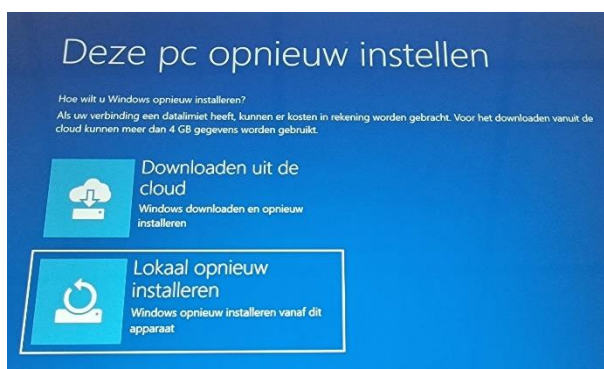 Deze pc opnieuw instellen
Hoe wilt u Windows opnieuw installeren?
Als uw verbinding een datalimiet heeft, kunnen er kosten in rekening worden gebracht. Voor het downloaden vanuit de
cloud kunnen meer dan 4 GB gegevens worden gebruikt.
Downloaden uit de
cloud
Windows downloaden en opnieuw
installeren
Lokaal opnieuw
installeren
Windows opnieuw installeren vanaf dit
apparaat